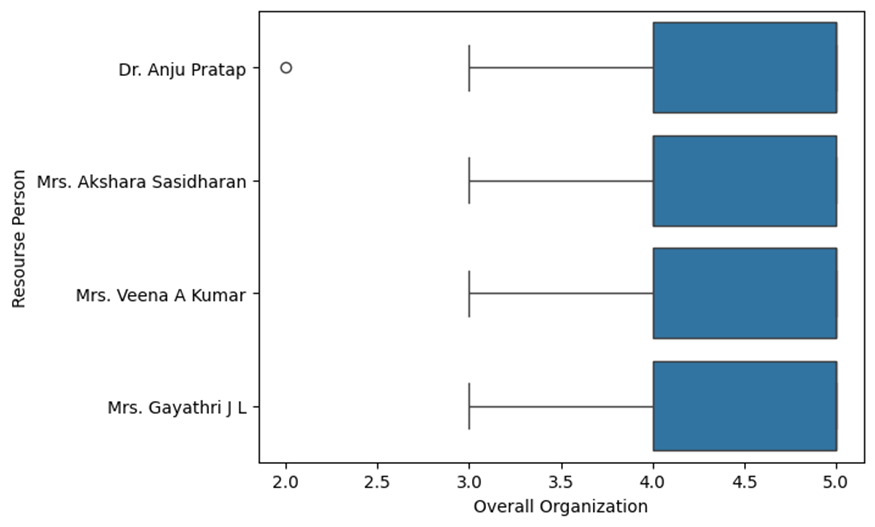 Resourse Person
Dr. Anju Pratap
Mrs. Akshara Sasidharan
Mrs. Veena A Kumar
Mrs. Gayathri J L
2.0 2.5 3.0 3.5 4.0 4.5 5.0
Overall Organization